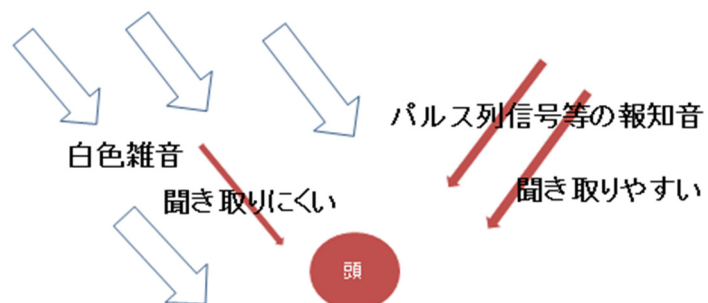 パルス列信号等の報知音
白色雑音
聞き取りにくい
聞き取りやすい
頭